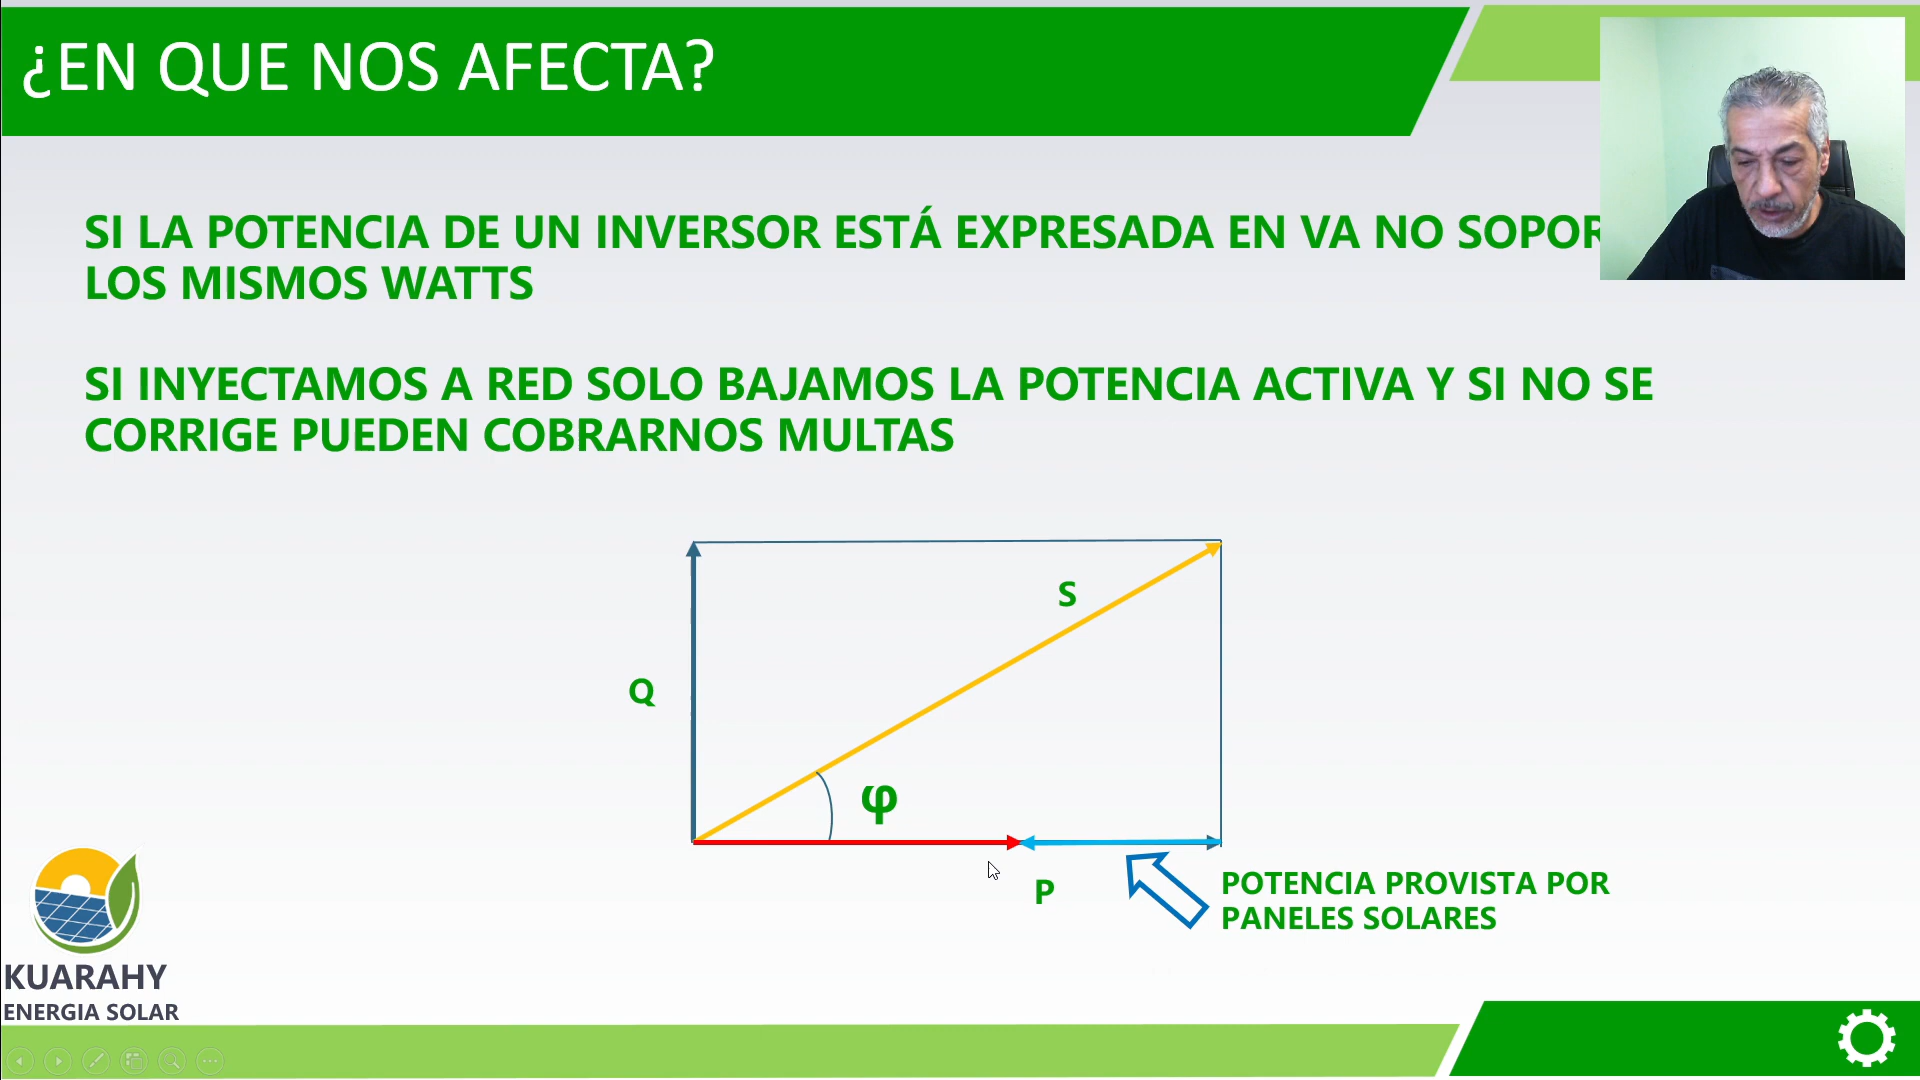 ¿EN QUE NOS AFECTA?
SI LA POTENCIA DE UN INVERSOR ESTÁ EXPRESADA EN VA NO
LOS MISMOS WATTS
SI INYECTAMOS A RED SOLO BAJAMOS LA POTENCIA ACTIVA Y SI NO SE
CORRIGE PUEDEN COBRARNOS MULTAS
S
Q
φ
P
POTENCIA PROVISTA POR
PANELES SOLARES
KUARAHY
ENERGIA SOLAR